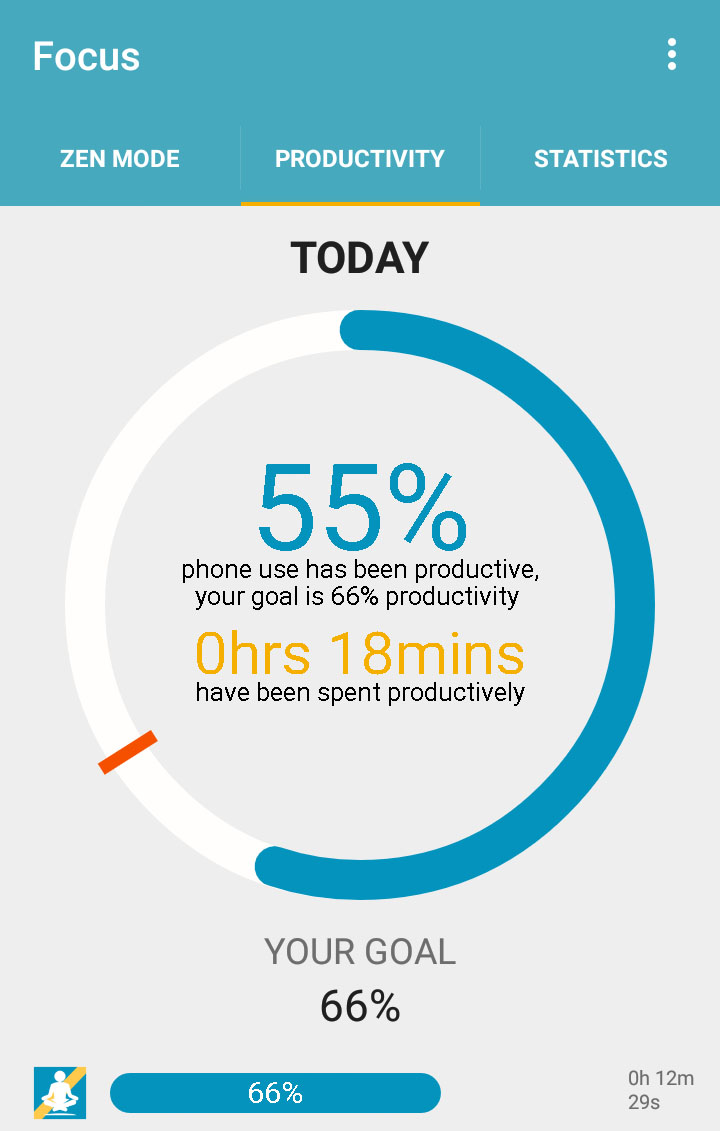 Focus
ZEN MODE
PRODUCTIVITY
STATISTICS
TODAY
55%
phone use has been productive,
your goal is 66% productivity
0hrs 18mins
have been spent productively
YOUR GOAL
66%
66%
0h 12m
29s